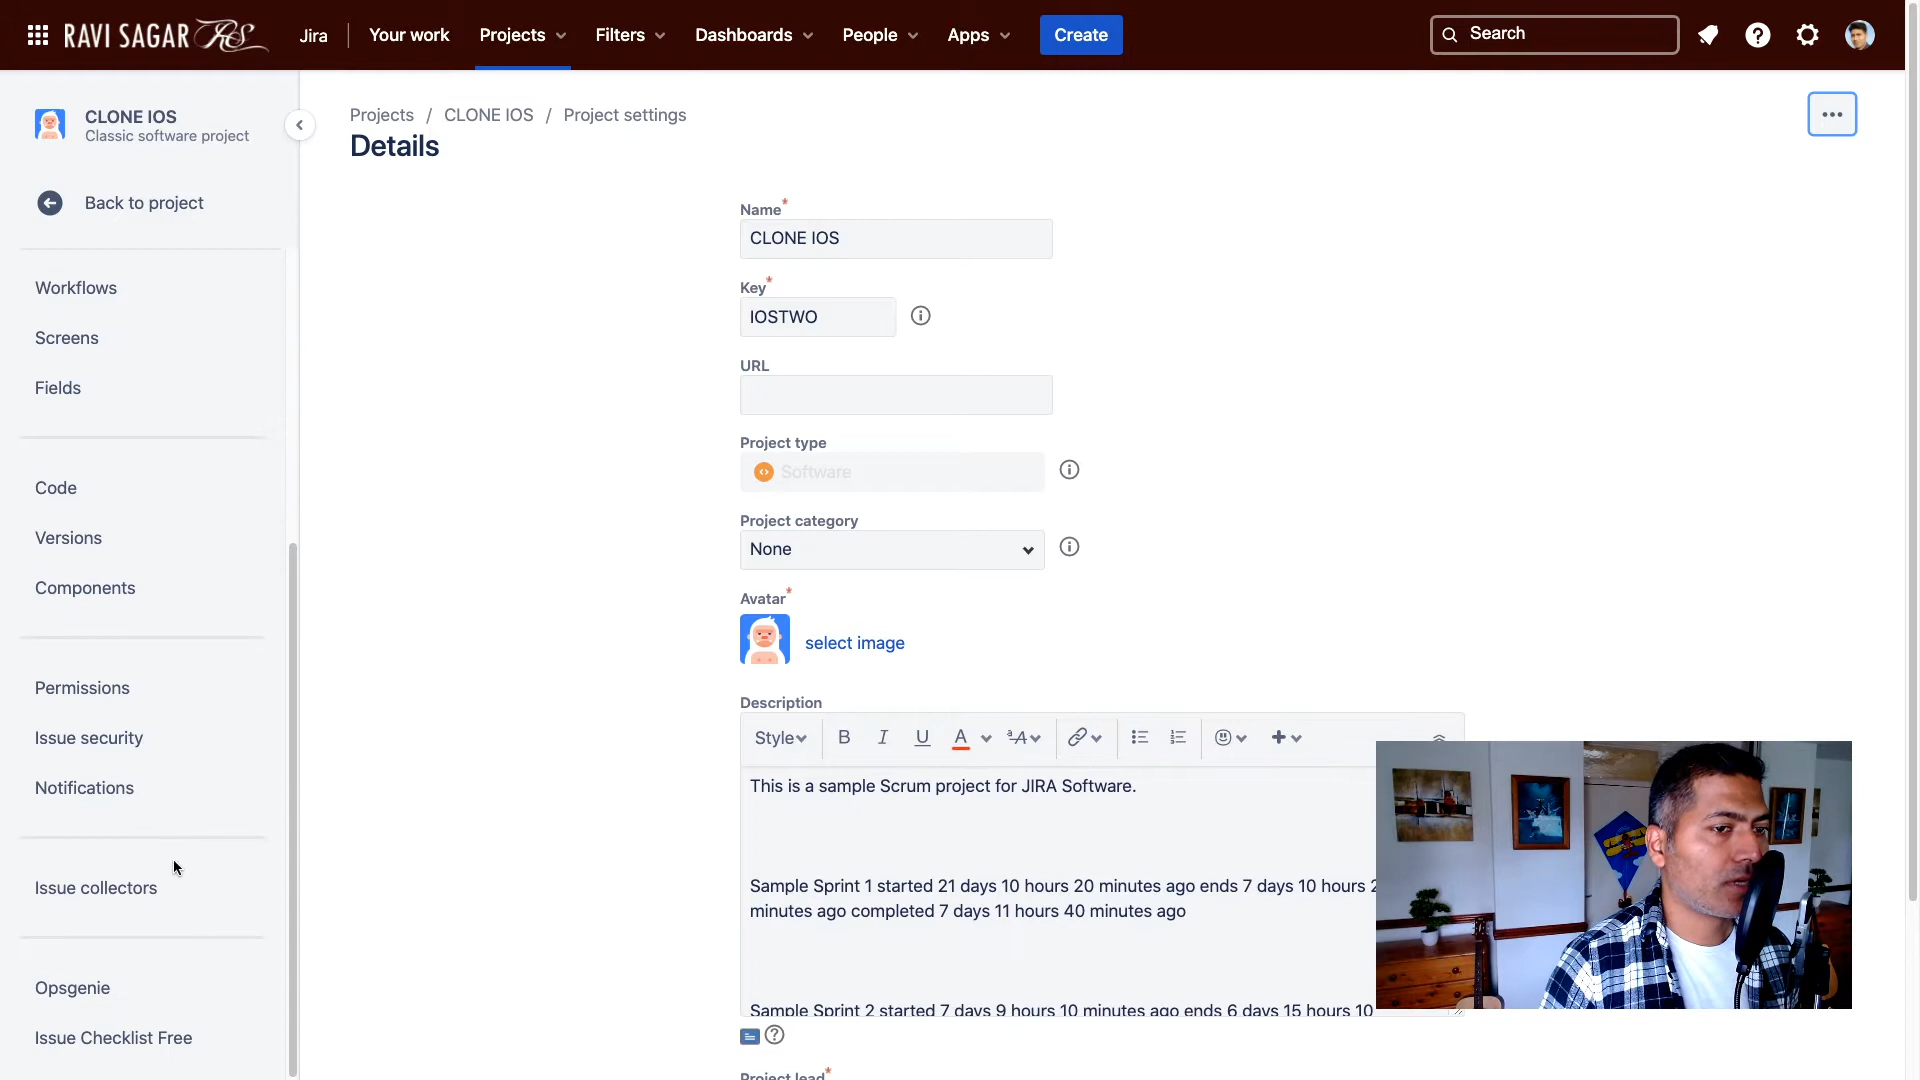 RAVI SAGAR RS
Jira
Your work
Projects
Filters
Dashboards
People
Apps
Create
Search
CLONE IOS
Classic software project
Back to project
Workflows
Screens
Fields
Code
Versions
Components
Permissions
Issue security
Notifications
Issue collectors
Opsgenie
Issue Checklist Free
Projects / CLONE IOS / Project settings
Details
Name*
CLONE IOS
Key*
IOSTWO
URL
Project type
Software
Project category
None
Avatar*
select image
Description
Style B I U A ªA
This is a sample Scrum project for JIRA Software.
Sample Sprint 1 started 21 days 10 hours 20 minutes ago ends 7 days 10 hours 2
minutes ago completed 7 days 11 hours 40 minutes ago
Sample Sprint 2 started 7 days 9 hours 10 minutes ago ends 6 days 15 hours 10
Project lead*